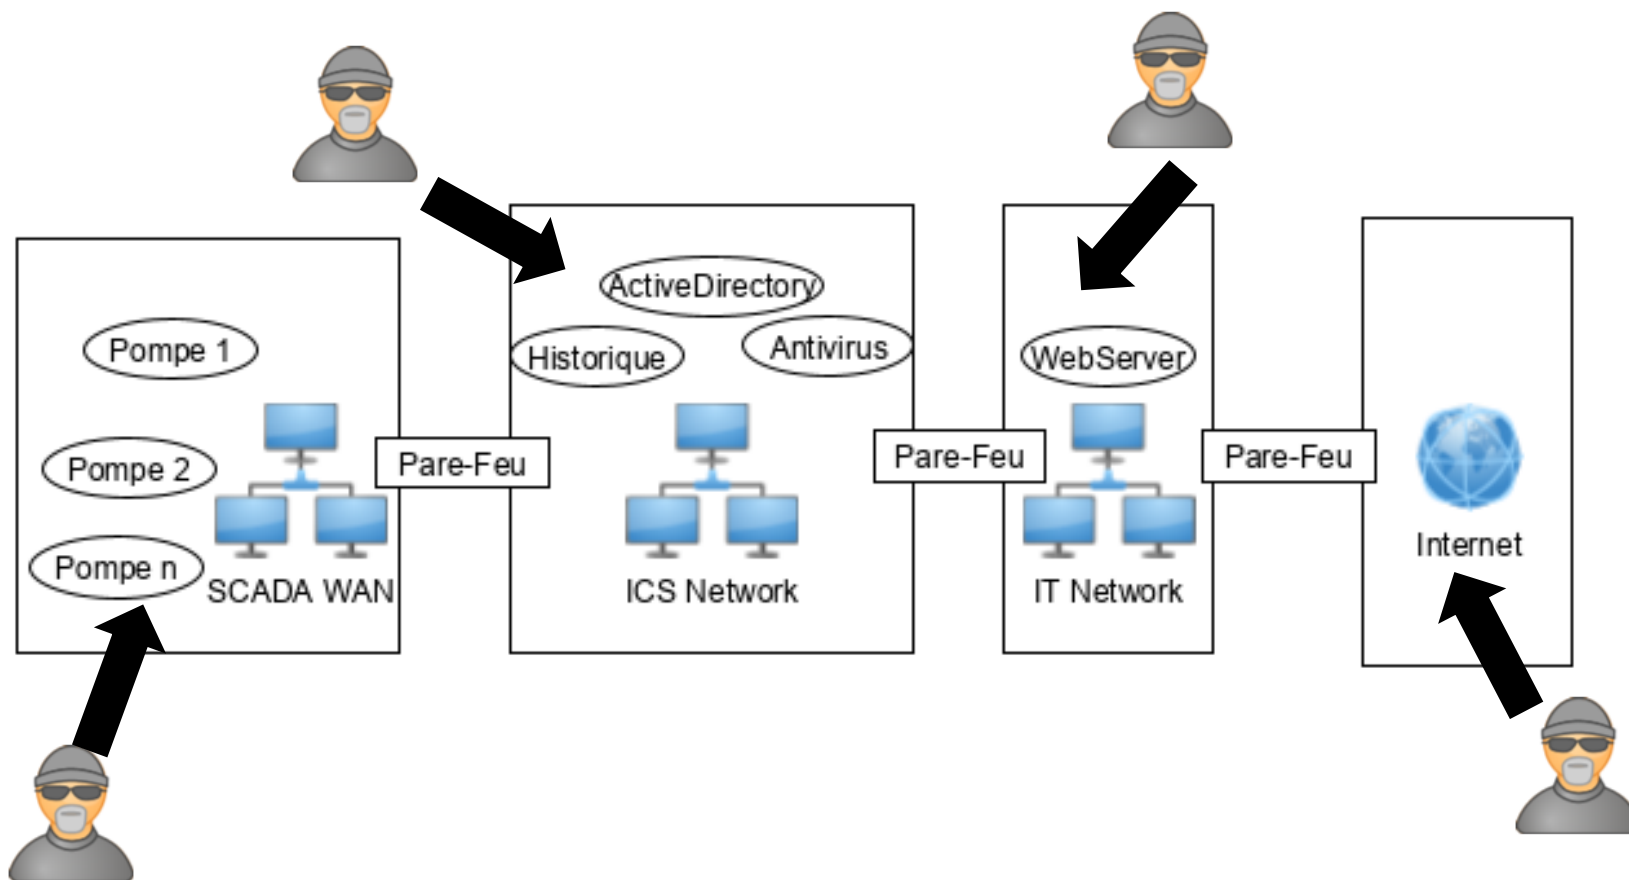 ActiveDirectory
Historique
Antivirus
Pompe 1
Pompe 2
Pompe n
SCADA WAN
Pare-Feu
ICS Network
Pare-Feu
WebServer
IT Network
Pare-Feu
Internet